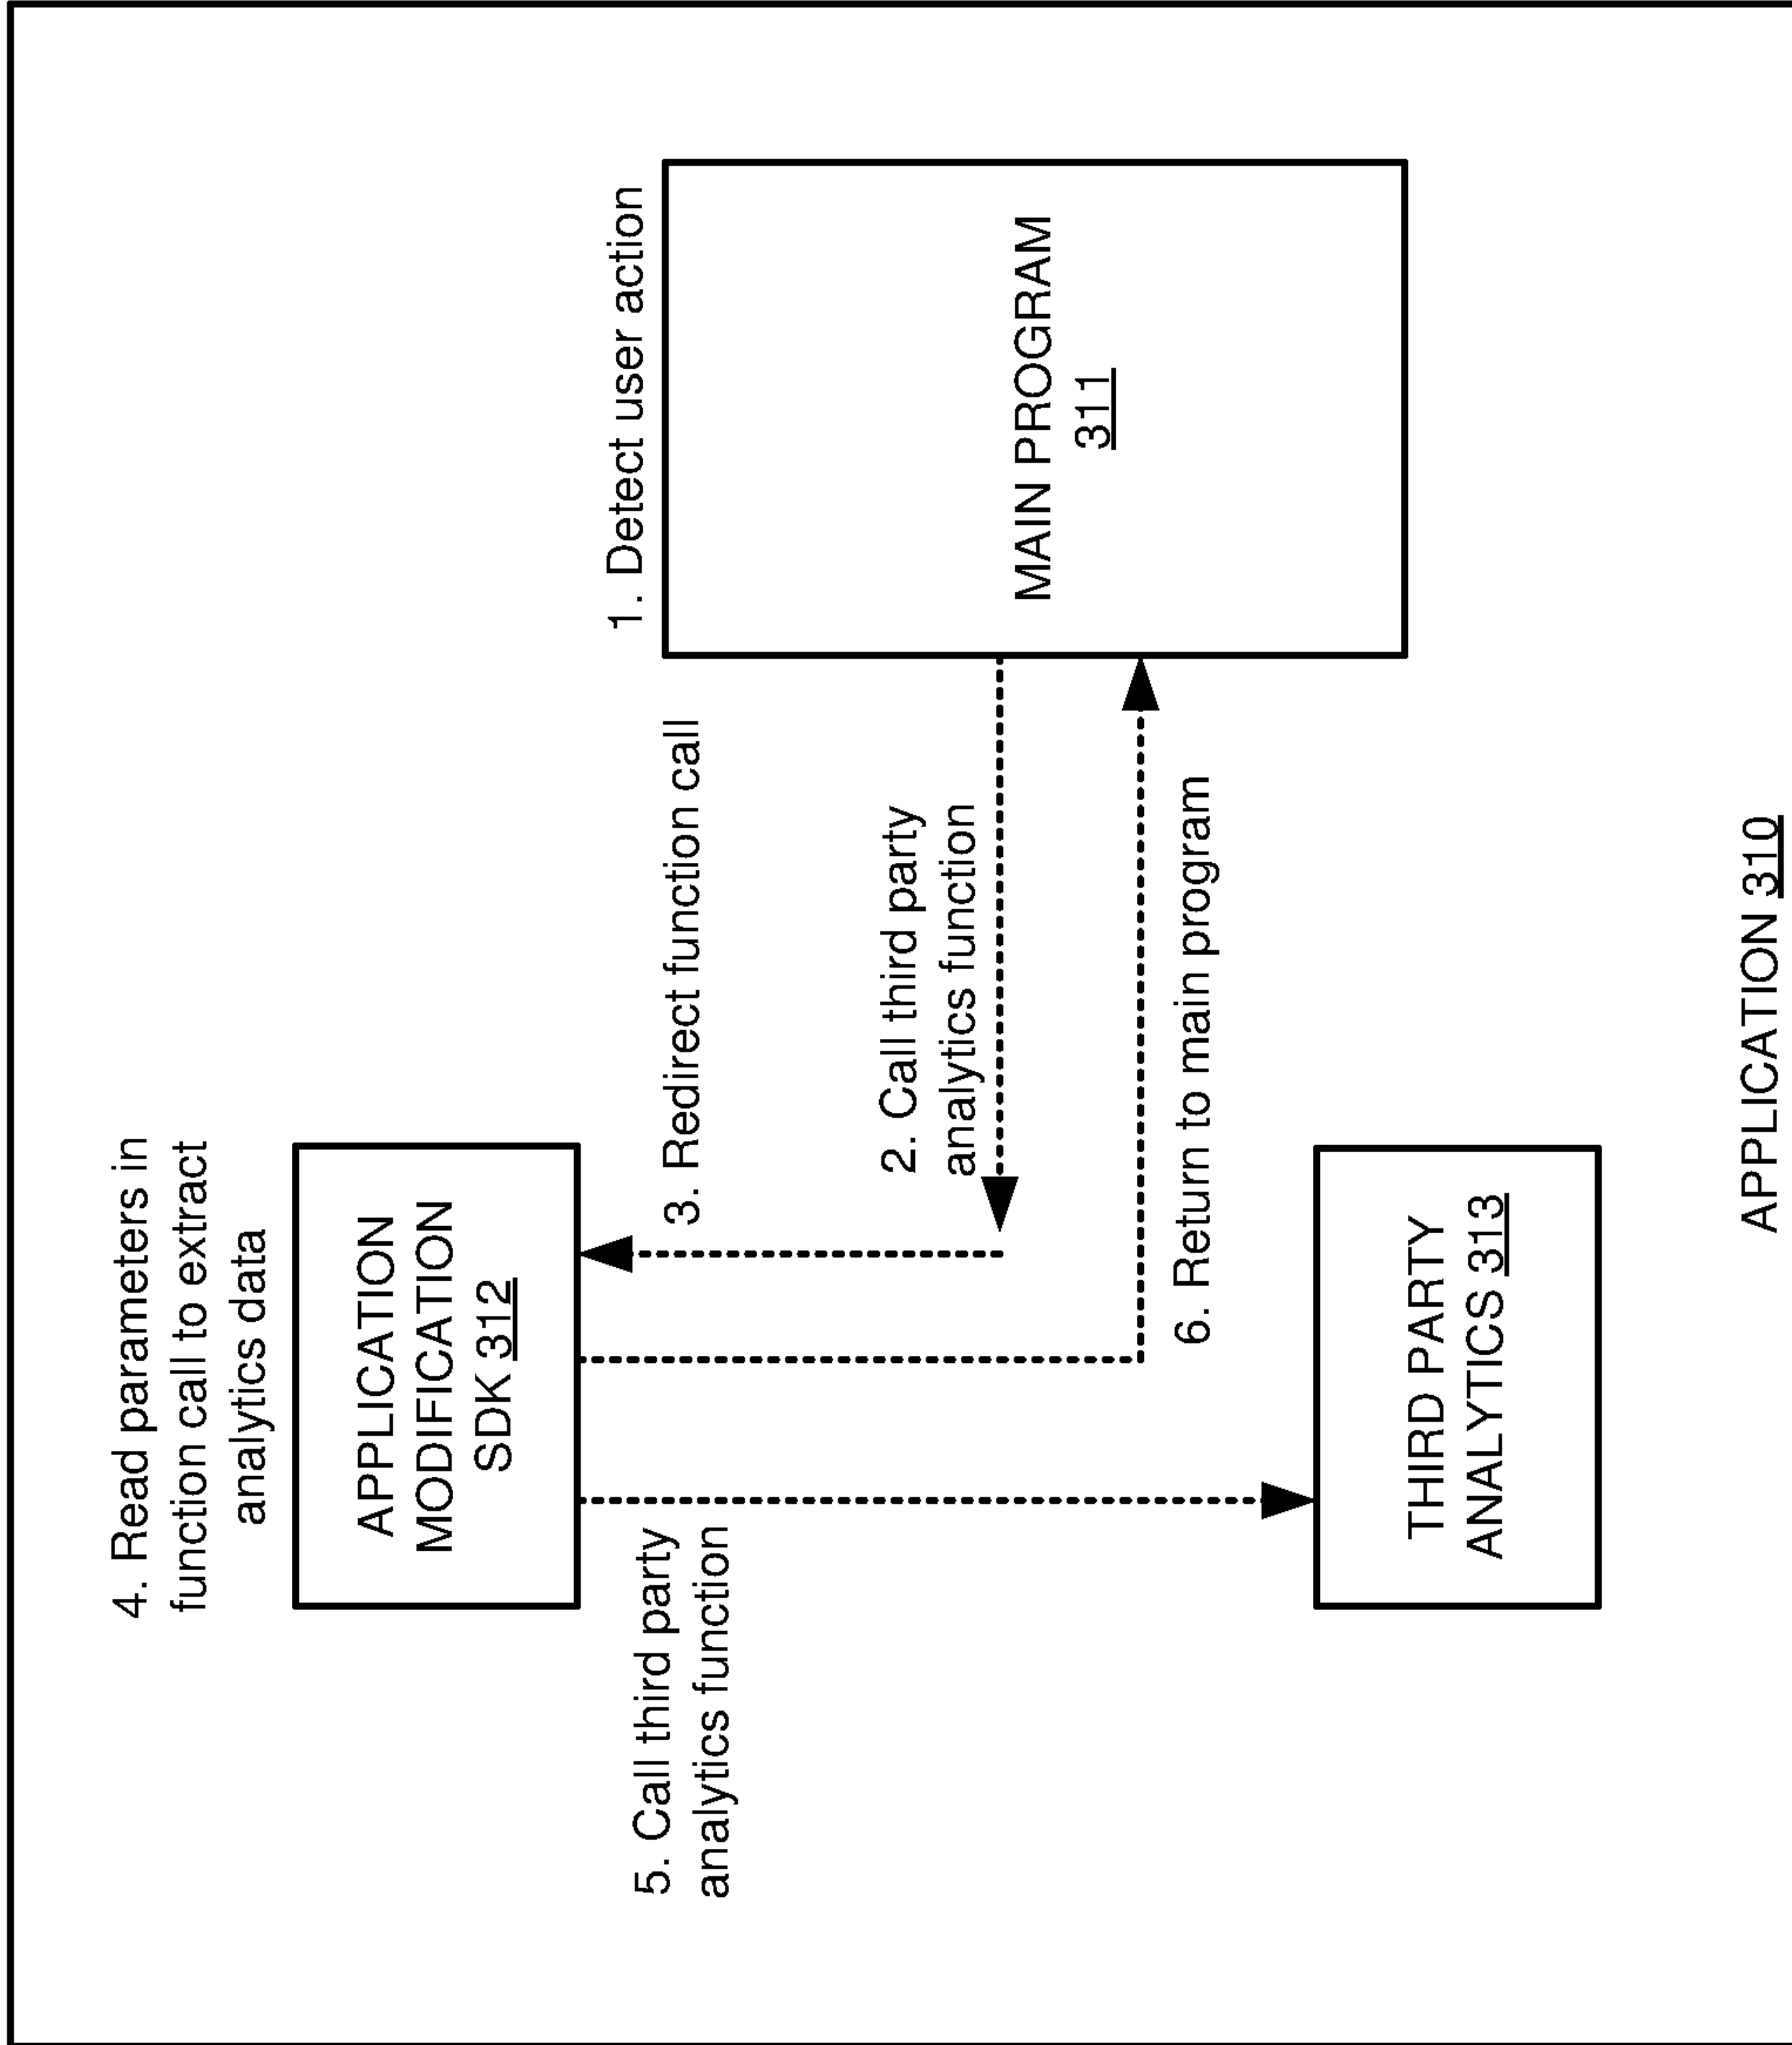 4. Read parameters in
function call to extract
analytics data
APPLICATION
MODIFICATION
SDK 312
1. Detect user action
5. Call third party
analytics function
3. Redirect function call
2. Call third party
analytics function
MAIN PROGRAM
311
6. Return to main program
THIRD PARTY
ANALYTICS 313
APPLICATION 310